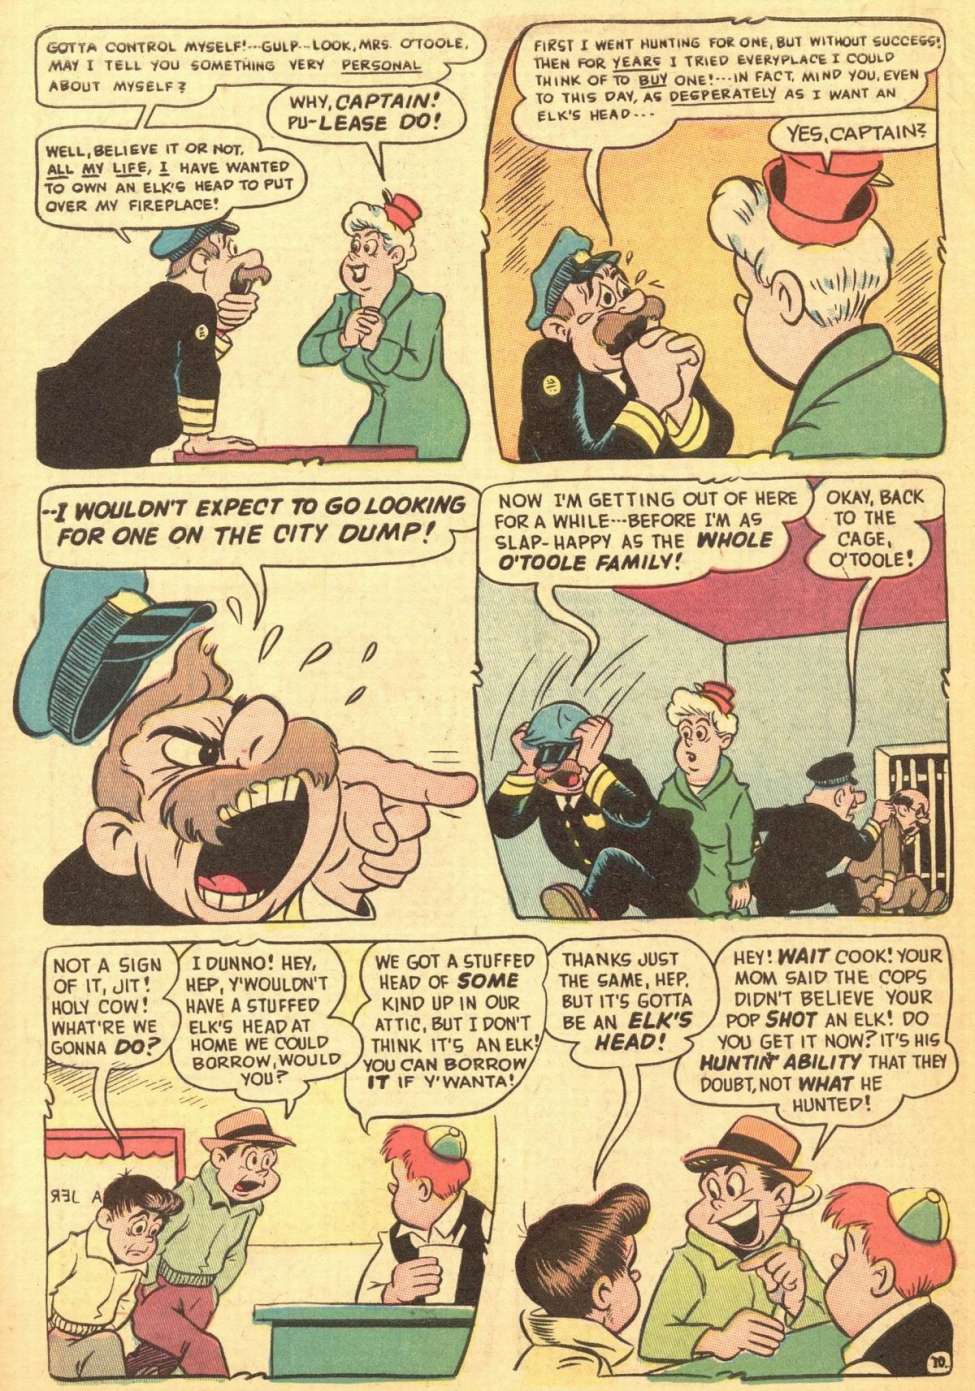 GOTTA CONTROL MYSELF!---GULP---LOOK, MRS. O'TOOLE,
MAY I TELL YOU SOMETHING VERY PERSONAL
ABOUT MYSELF?
WHY, CAPTAIN!
PU-LEASE DO!
WELL, BELIEVE IT OR NOT,
ALL MY LIFE, I HAVE WANTED
TO OWN AN ELK'S HEAD TO PUT
OVER MY FIREPLACE!
FIRST I WENT HUNTING FOR ONE, BUT WITHOUT SUCCESS!
THEN FOR YEARS I TRIED EVERYPLACE I COULD
THINK OF TO BUY ONE!---IN FACT, MIND YOU, EVEN
TO THIS DAY, AS DESPERATELY AS I WANT AN
ELK'S HEAD---
YES, CAPTAIN?
--I WOULDN'T EXPECT TO GO LOOKING
FOR ONE ON THE CITY DUMP!
NOW I'M GETTING OUT OF HERE
FOR A WHILE---BEFORE I'M AS
SLAP-HAPPY AS THE WHOLE
O'TOOLE FAMILY!
OKAY, BACK
TO THE
CAGE,
O'TOOLE!
NOT A SIGN
OF IT, JIT!
HOLY COW!
WHAT'RE WE
GONNA DO?
I DUNNO! HEY,
HEP, Y'WOULDN'T
HAVE A STUFFED
ELK'S HEAD AT
HOME WE COULD
BORROW, WOULD
YOU?
WE GOT A STUFFED
HEAD OF SOME
KIND UP IN OUR
ATTIC, BUT I DON'T
THINK IT'S AN ELK!
YOU CAN BORROW
IT IF Y'WANTA!
A JER
THANKS JUST
THE SAME, HEP,
BUT IT'S GOTTA
BE AN ELK'S
HEAD!
HEY! WAIT COOK! YOUR
MOM SAID THE COPS
DIDN'T BELIEVE YOUR
POP SHOT AN ELK! DO
YOU GET IT NOW? IT'S HIS
HUNTIN' ABILITY THAT THEY
DOUBT, NOT WHAT HE
HUNTED!
10.